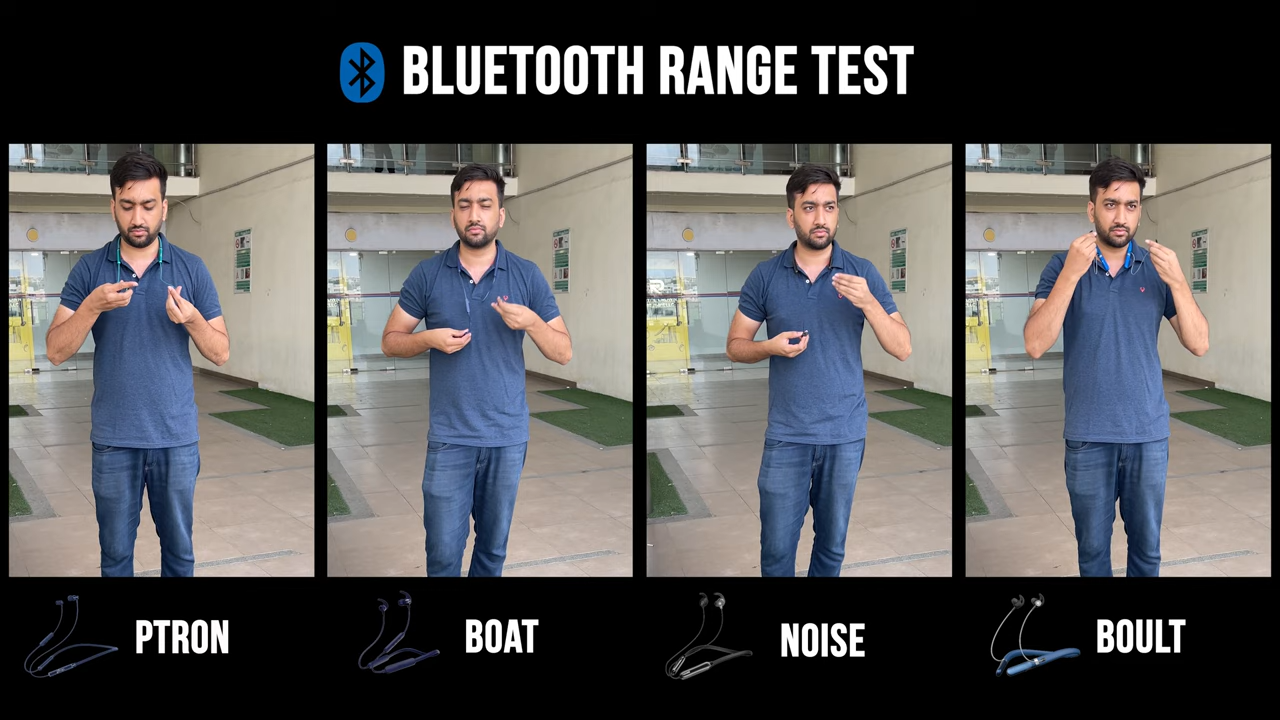 BLUETOOTH RANGE TEST
PTRON
BOAT
NOISE
BOULT